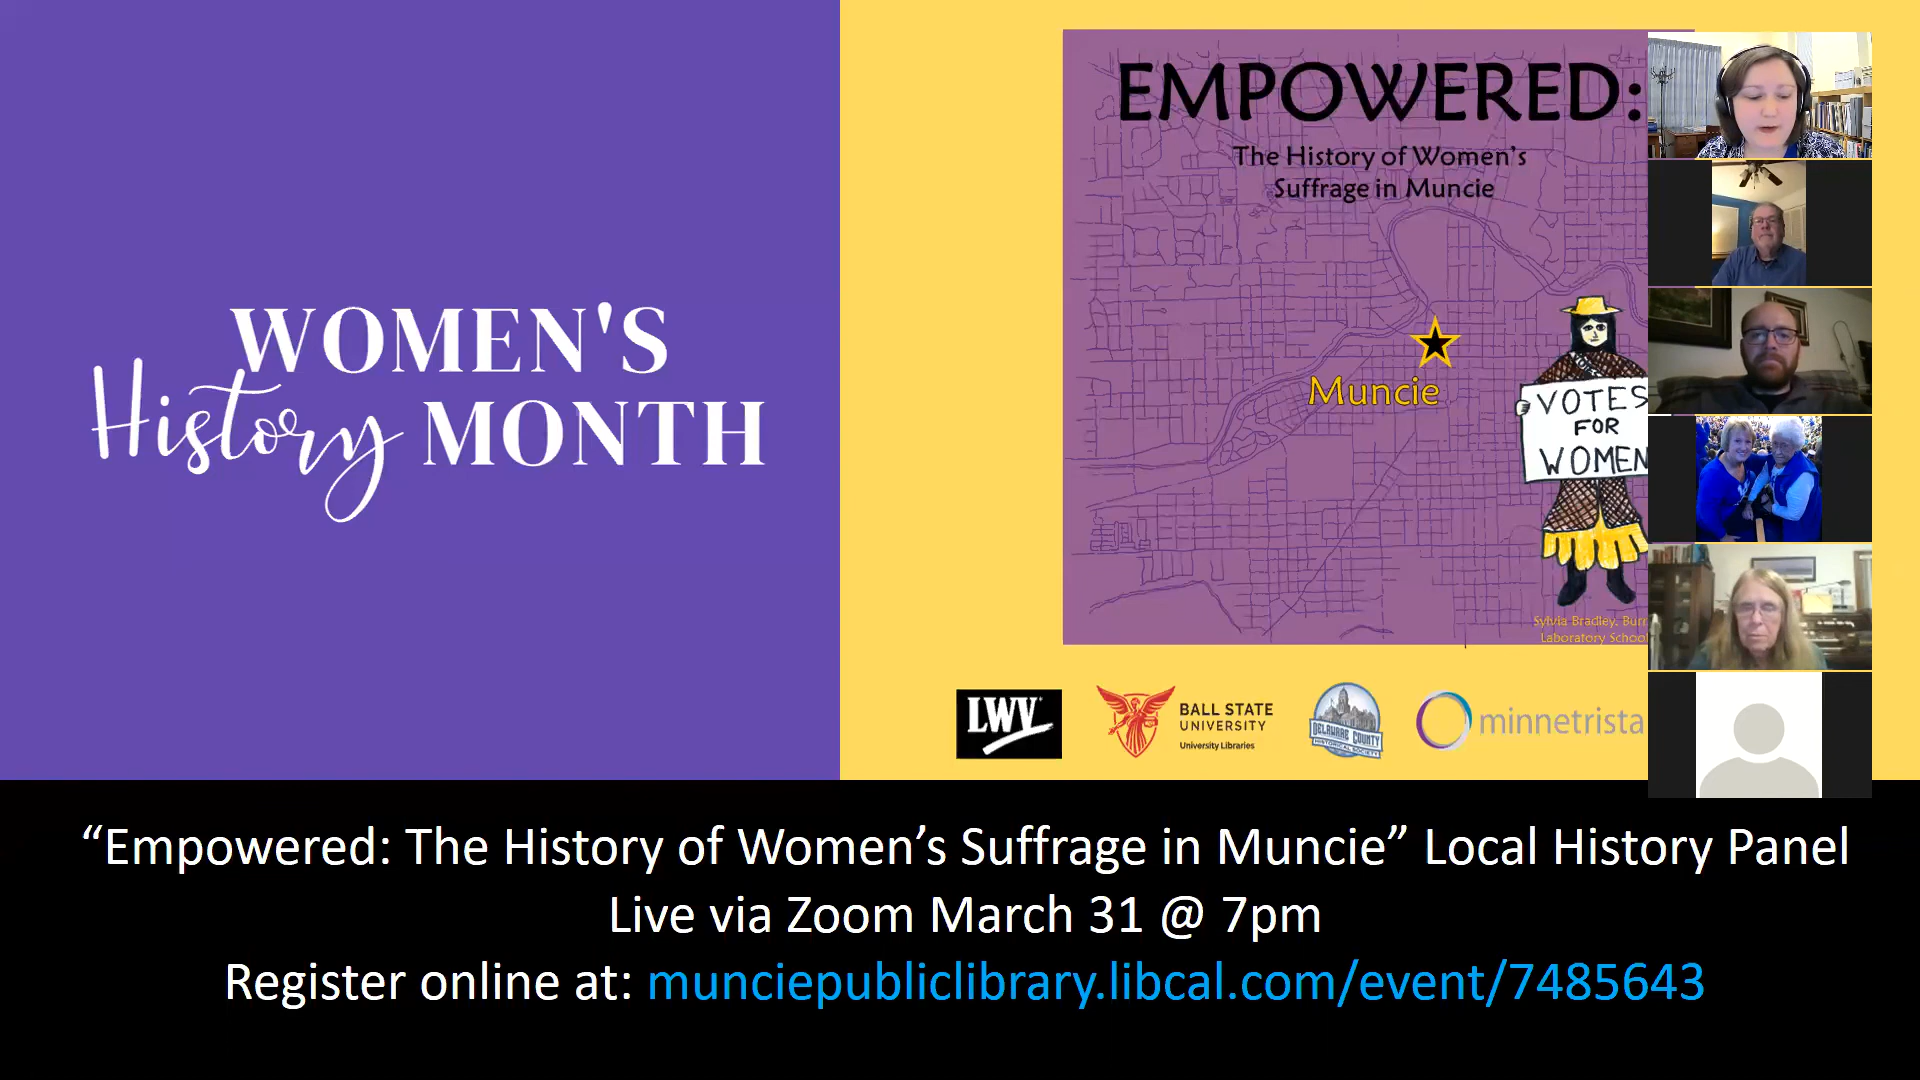 WOMEN'S
History MONTH
EMPOWERED:
The History of Women's
Suffrage in Muncie
Muncie
VOTES
FOR
WOMEN
Sylvia Bradley, Burr
Laboratory School
LWV
BALL STATE
UNIVERSITY
University Libraries
DELAWARE COUNTY
HISTORICAL SOCIETY
minnetrista
“Empowered: The History of Women’s Suffrage in Muncie” Local History Panel
Live via Zoom March 31 @ 7pm
Register online at: munciepubliclibrary.libcal.com/event/7485643